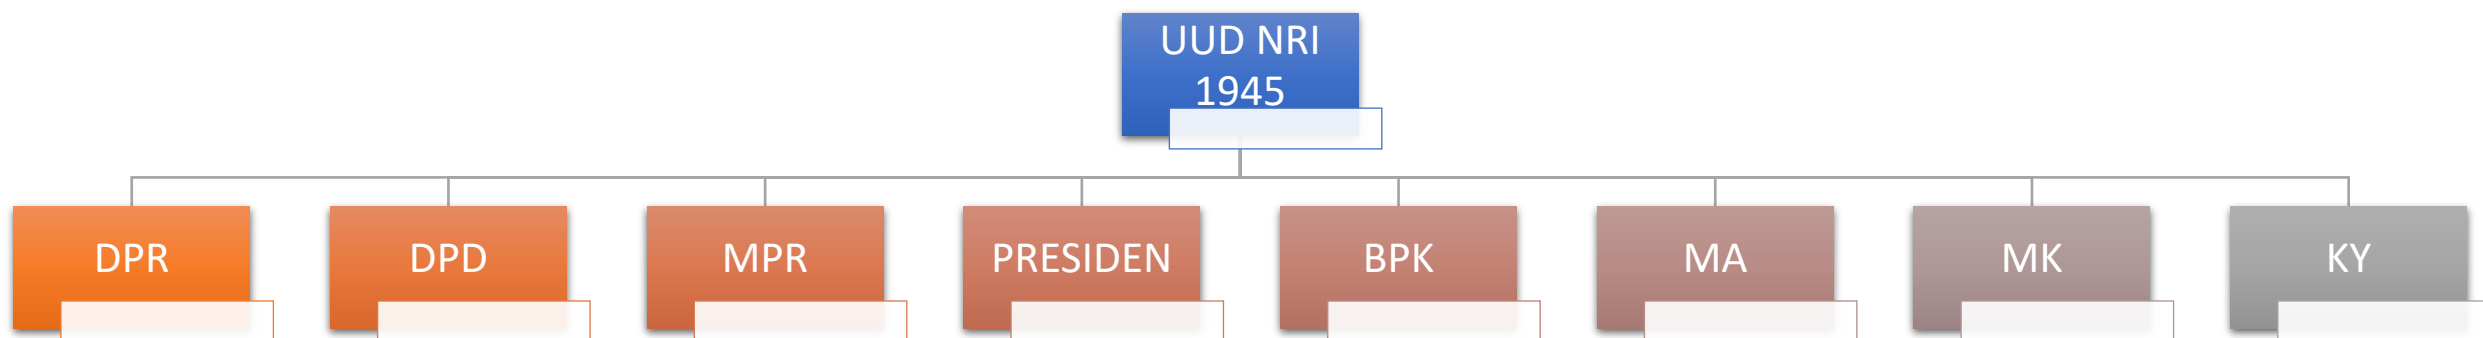 UUD NRI
1945
DPR
DPD
MPR
PRESIDEN
BPK
MA
MK
KY